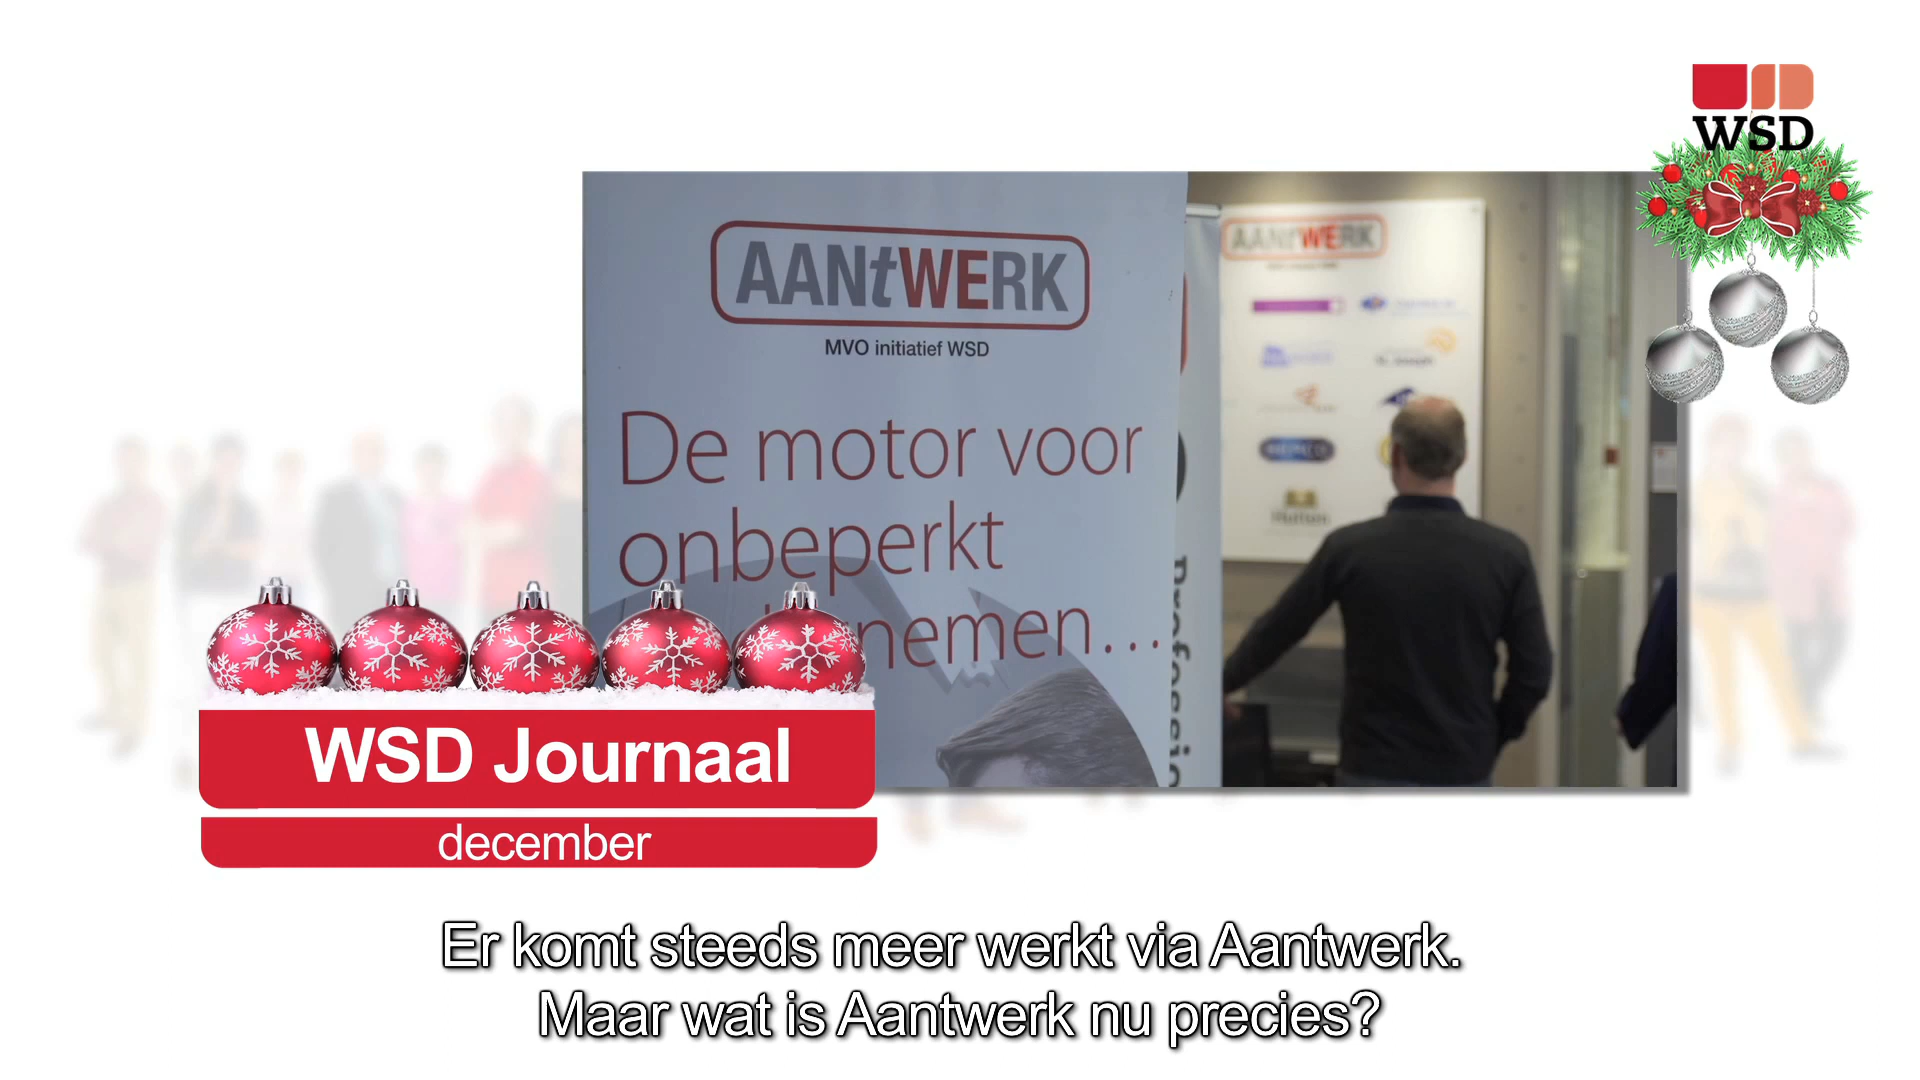 WSD
AANtWERK
MVO initiatief WSD
De motor voor
onbeperkt
nemen...
AANtWERK
WSD Journaal
december
Er komt steeds meer werkt via Aantwerk.
Maar wat is Aantwerk nu precies?